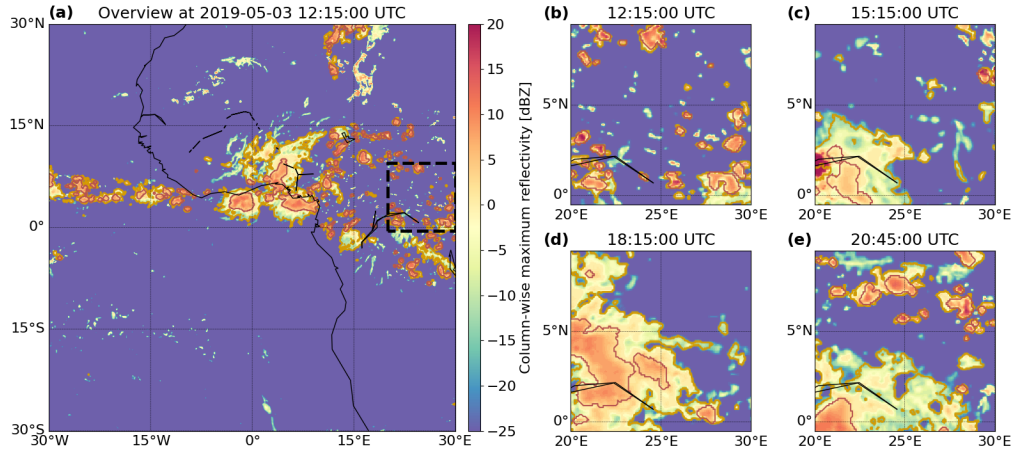 (a) Overview at 2019-05-03 12:15:00 UTC
30°N
15°N
0°
15°S
30°S
30°W 15°W 0° 15°E 30°E
20
15
10
5
0
−5
−10
−15
−20
−25
Column-wise maximum reflectivity [dBZ]
(b) 12:15:00 UTC
5°N
0°
20°E 25°E 30°E
(c) 15:15:00 UTC
5°N
0°
20°E 25°E 30°E
(d) 18:15:00 UTC
5°N
0°
20°E 25°E 30°E
(e) 20:45:00 UTC
5°N
0°
20°E 25°E 30°E